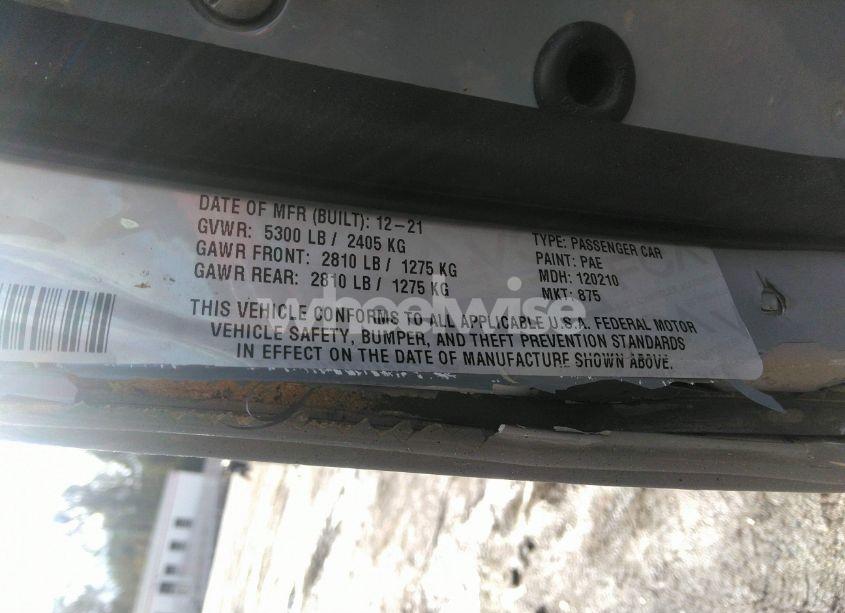 DATE OF MFR (BUILT): 12-21
GVWR: 5300 LB / 2405 KG
GAWR FRONT: 2810 LB / 1275 KG
GAWR REAR: 2810 LB / 1275 KG
TYPE: PASSENGER CAR
PAINT: PAE
MDH: 120210
MKT: 875
THIS VEHICLE CONFORMS TO ALL APPLICABLE U.S.A. FEDERAL MOTOR
VEHICLE SAFETY, BUMPER, AND THEFT PREVENTION STANDARDS
IN EFFECT ON THE DATE OF MANUFACTURE SHOWN ABOVE.
wheelwise